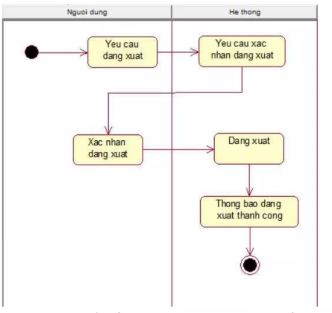 Nguoi dung
He thong
Yeu cau
dang xuat
Yeu cau xac
nhan dang xuat
Xac nhan
dang xuat
Dang xuat
Thong bao dang
xuat thanh cong